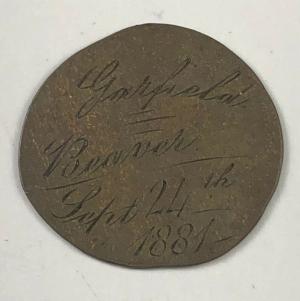 Garfield.
Beaver.
Sept 24th
1881